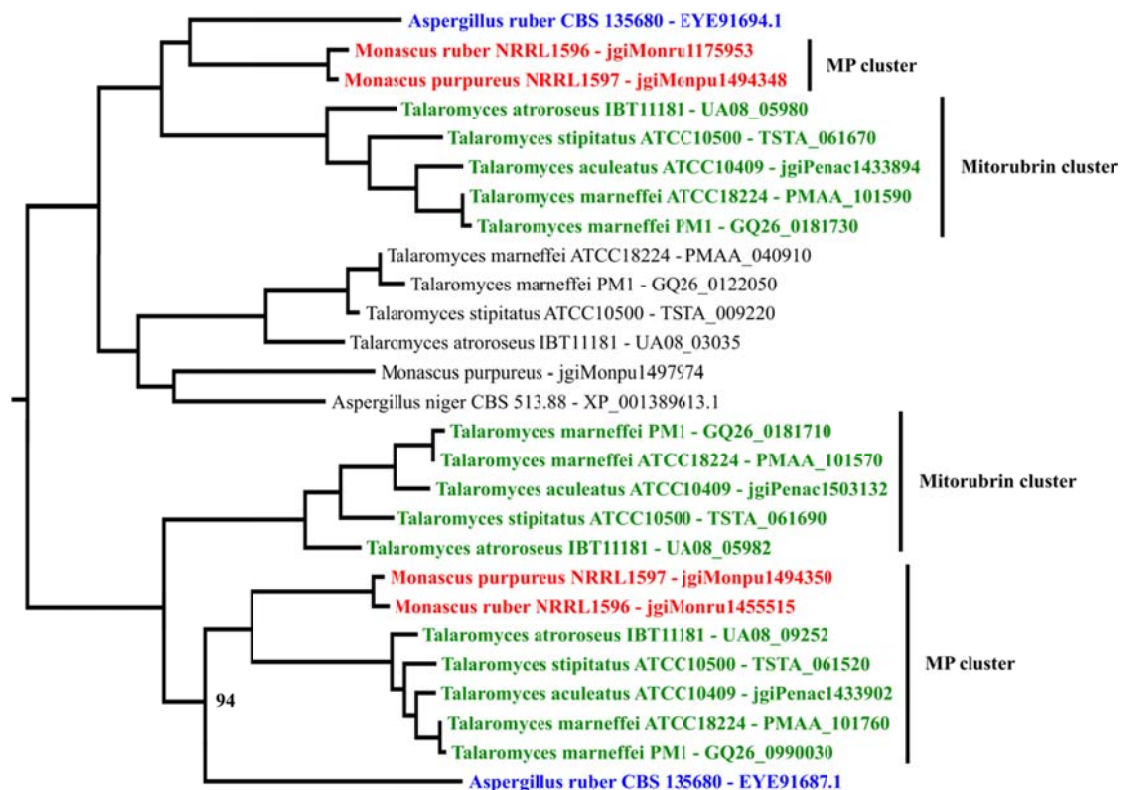 Aspergillus ruber CBS 135680 - EYE91694.1
Monascus ruber NRRL1596 - jgiMonru1175953
Monascus purpureus NRRL1597 - jgiMonpu1494348
MP cluster
Talaromyces atroroseus IBT11181 - UA08_05980
Talaromyces stipitatus ATCC10500 - TSTA_061670
Talaromyces aculeatus ATCC10409 - jgiPenac1433894
Talaromyces marneffei ATCC18224 - PMAA_101590
Talaromyces marneffei PM1 - GQ26_0181730
Mitorubrin cluster
Talaromyces marneffei ATCC18224 - PMAA_040910
Talaromyces marneffei PM1 - GQ26_0122050
Talaromyces stipitatus ATCC10500 - TSTA_009220
Talaromyces atroroseus IBT11181 - UA08_03035
Monascus purpureus - jgiMonpu1497974
Aspergillus niger CBS 513.88 - XP_001389613.1
Talaromyces marneffei PM1 - GQ26_0181710
Talaromyces marneffei ATCC18224 - PMAA_101570
Talaromyces aculeatus ATCC10409 - jgiPenac1503132
Talaromyces stipitatus ATCC10500 - TSTA_061690
Talaromyces atroroseus IBT11181 - UA08_05982
Mitorubrin cluster
Monascus purpureus NRRL1597 - jgiMonpu1494350
Monascus ruber NRRL1596 - jgiMonru1455515
Talaromyces atroroseus IBT11181 - UA08_09252
Talaromyces stipitatus ATCC10500 - TSTA_061520
Talaromyces aculeatus ATCC10409 - jgiPenac1433902
Talaromyces marneffei ATCC18224 - PMAA_101760
Talaromyces marneffei PM1 - GQ26_0990030
MP cluster
94
Aspergillus ruber CBS 135680 - EYE91687.1